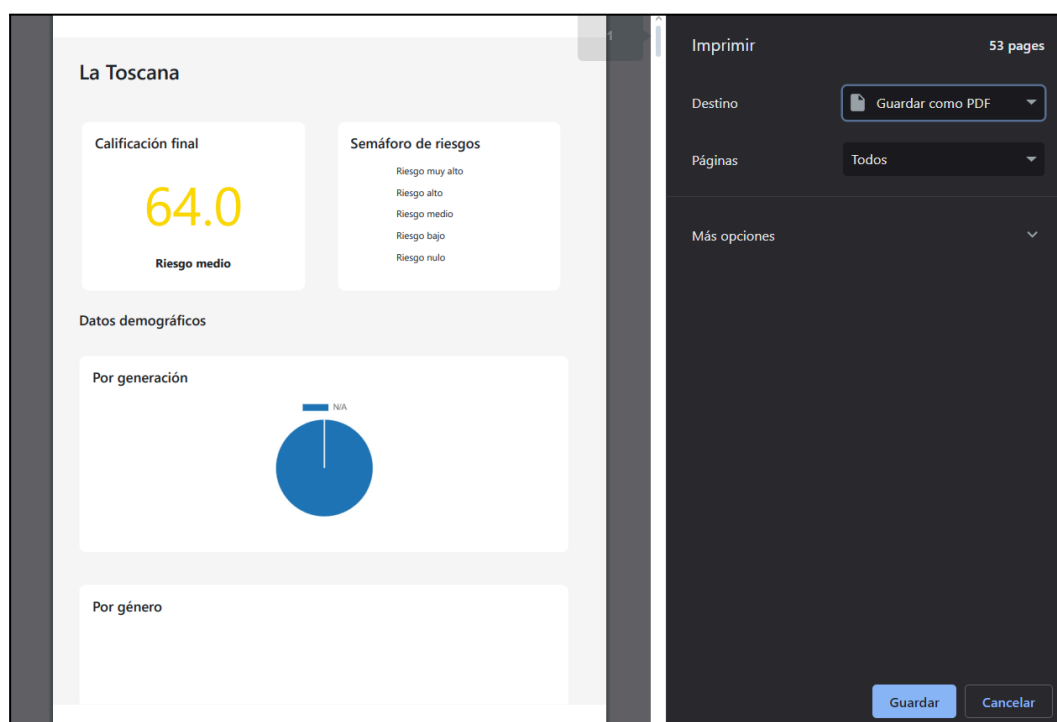 1
La Toscana
Calificación final
64.0
Riesgo medio
Semáforo de riesgos
Riesgo muy alto
Riesgo alto
Riesgo medio
Riesgo bajo
Riesgo nulo
Datos demográficos
Por generación
N/A
Por género
Imprimir
53 pages
Destino
Guardar como PDF
Páginas
Todos
Más opciones
Guardar
Cancelar